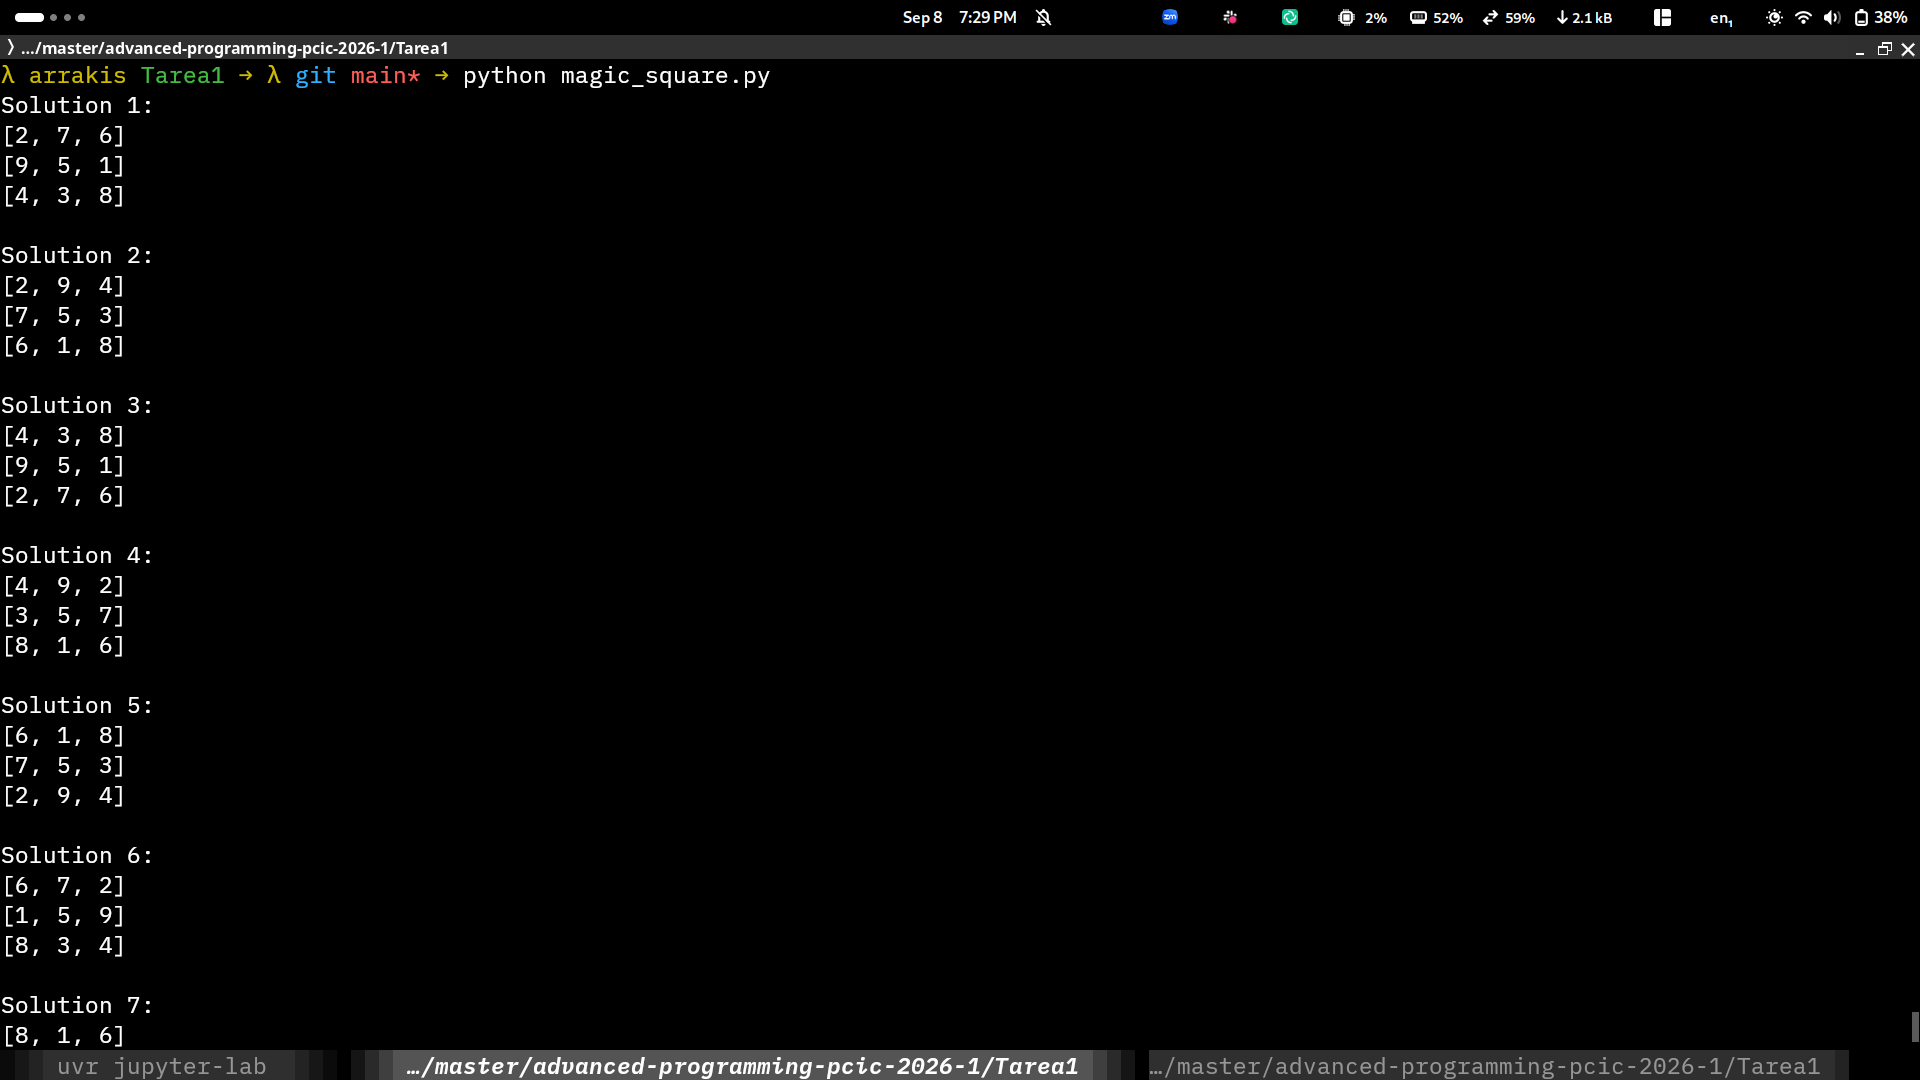 Sep 8 7:29 PM zm 2% 52% 59% ↓ 2.1 kB en₁ 38%
⟩ …/master/advanced-programming-pcic-2026-1/Tarea1
λ arrakis Tarea1 → λ git main* → python magic_square.py
Solution 1:
[2, 7, 6]
[9, 5, 1]
[4, 3, 8]
Solution 2:
[2, 9, 4]
[7, 5, 3]
[6, 1, 8]
Solution 3:
[4, 3, 8]
[9, 5, 1]
[2, 7, 6]
Solution 4:
[4, 9, 2]
[3, 5, 7]
[8, 1, 6]
Solution 5:
[6, 1, 8]
[7, 5, 3]
[2, 9, 4]
Solution 6:
[6, 7, 2]
[1, 5, 9]
[8, 3, 4]
Solution 7:
[8, 1, 6]
uvr jupyter-lab …/master/advanced-programming-pcic-2026-1/Tarea1 …/master/advanced-programming-pcic-2026-1/Tarea1